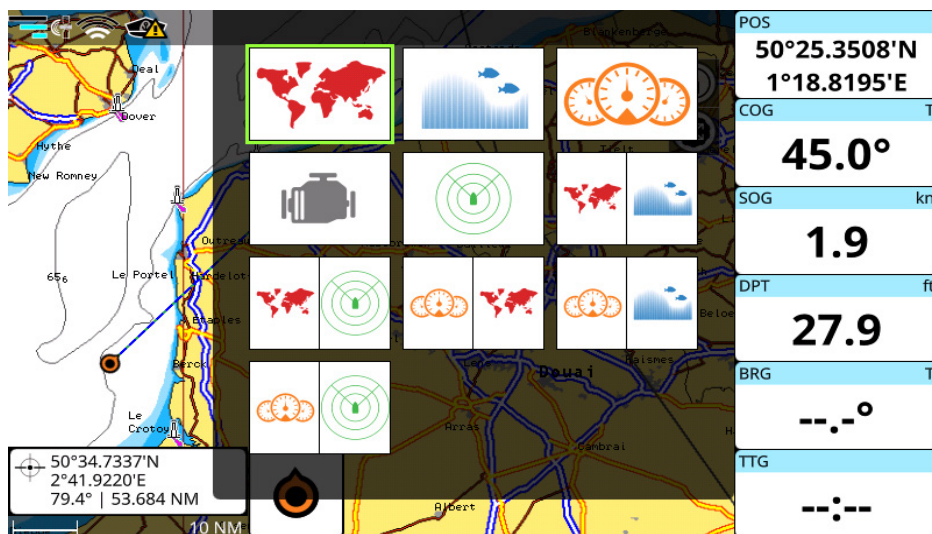 Blankenberge
Deal
Dover
Hythe
New Romney
Tielt
Outreau
Le Portel
Hardelot
65₆
Etaples
Berck
Beloe
Lens
Raismes
Douai
Le
Crotoy
Arras
Cambrai
Albert
50°34.7337'N
2°41.9220'E
79.4° | 53.684 NM
10 NM
POS
50°25.3508'N
1°18.8195'E
COG T
45.0°
SOG kn
1.9
DPT ft
27.9
BRG T
--.-°
TTG
--:--